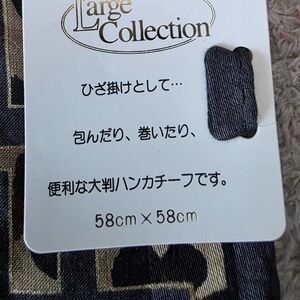 Large
Collection
ひざ掛けとして…
包んだり、巻いたり、
便利な大判ハンカチーフです。
58cm×58cm